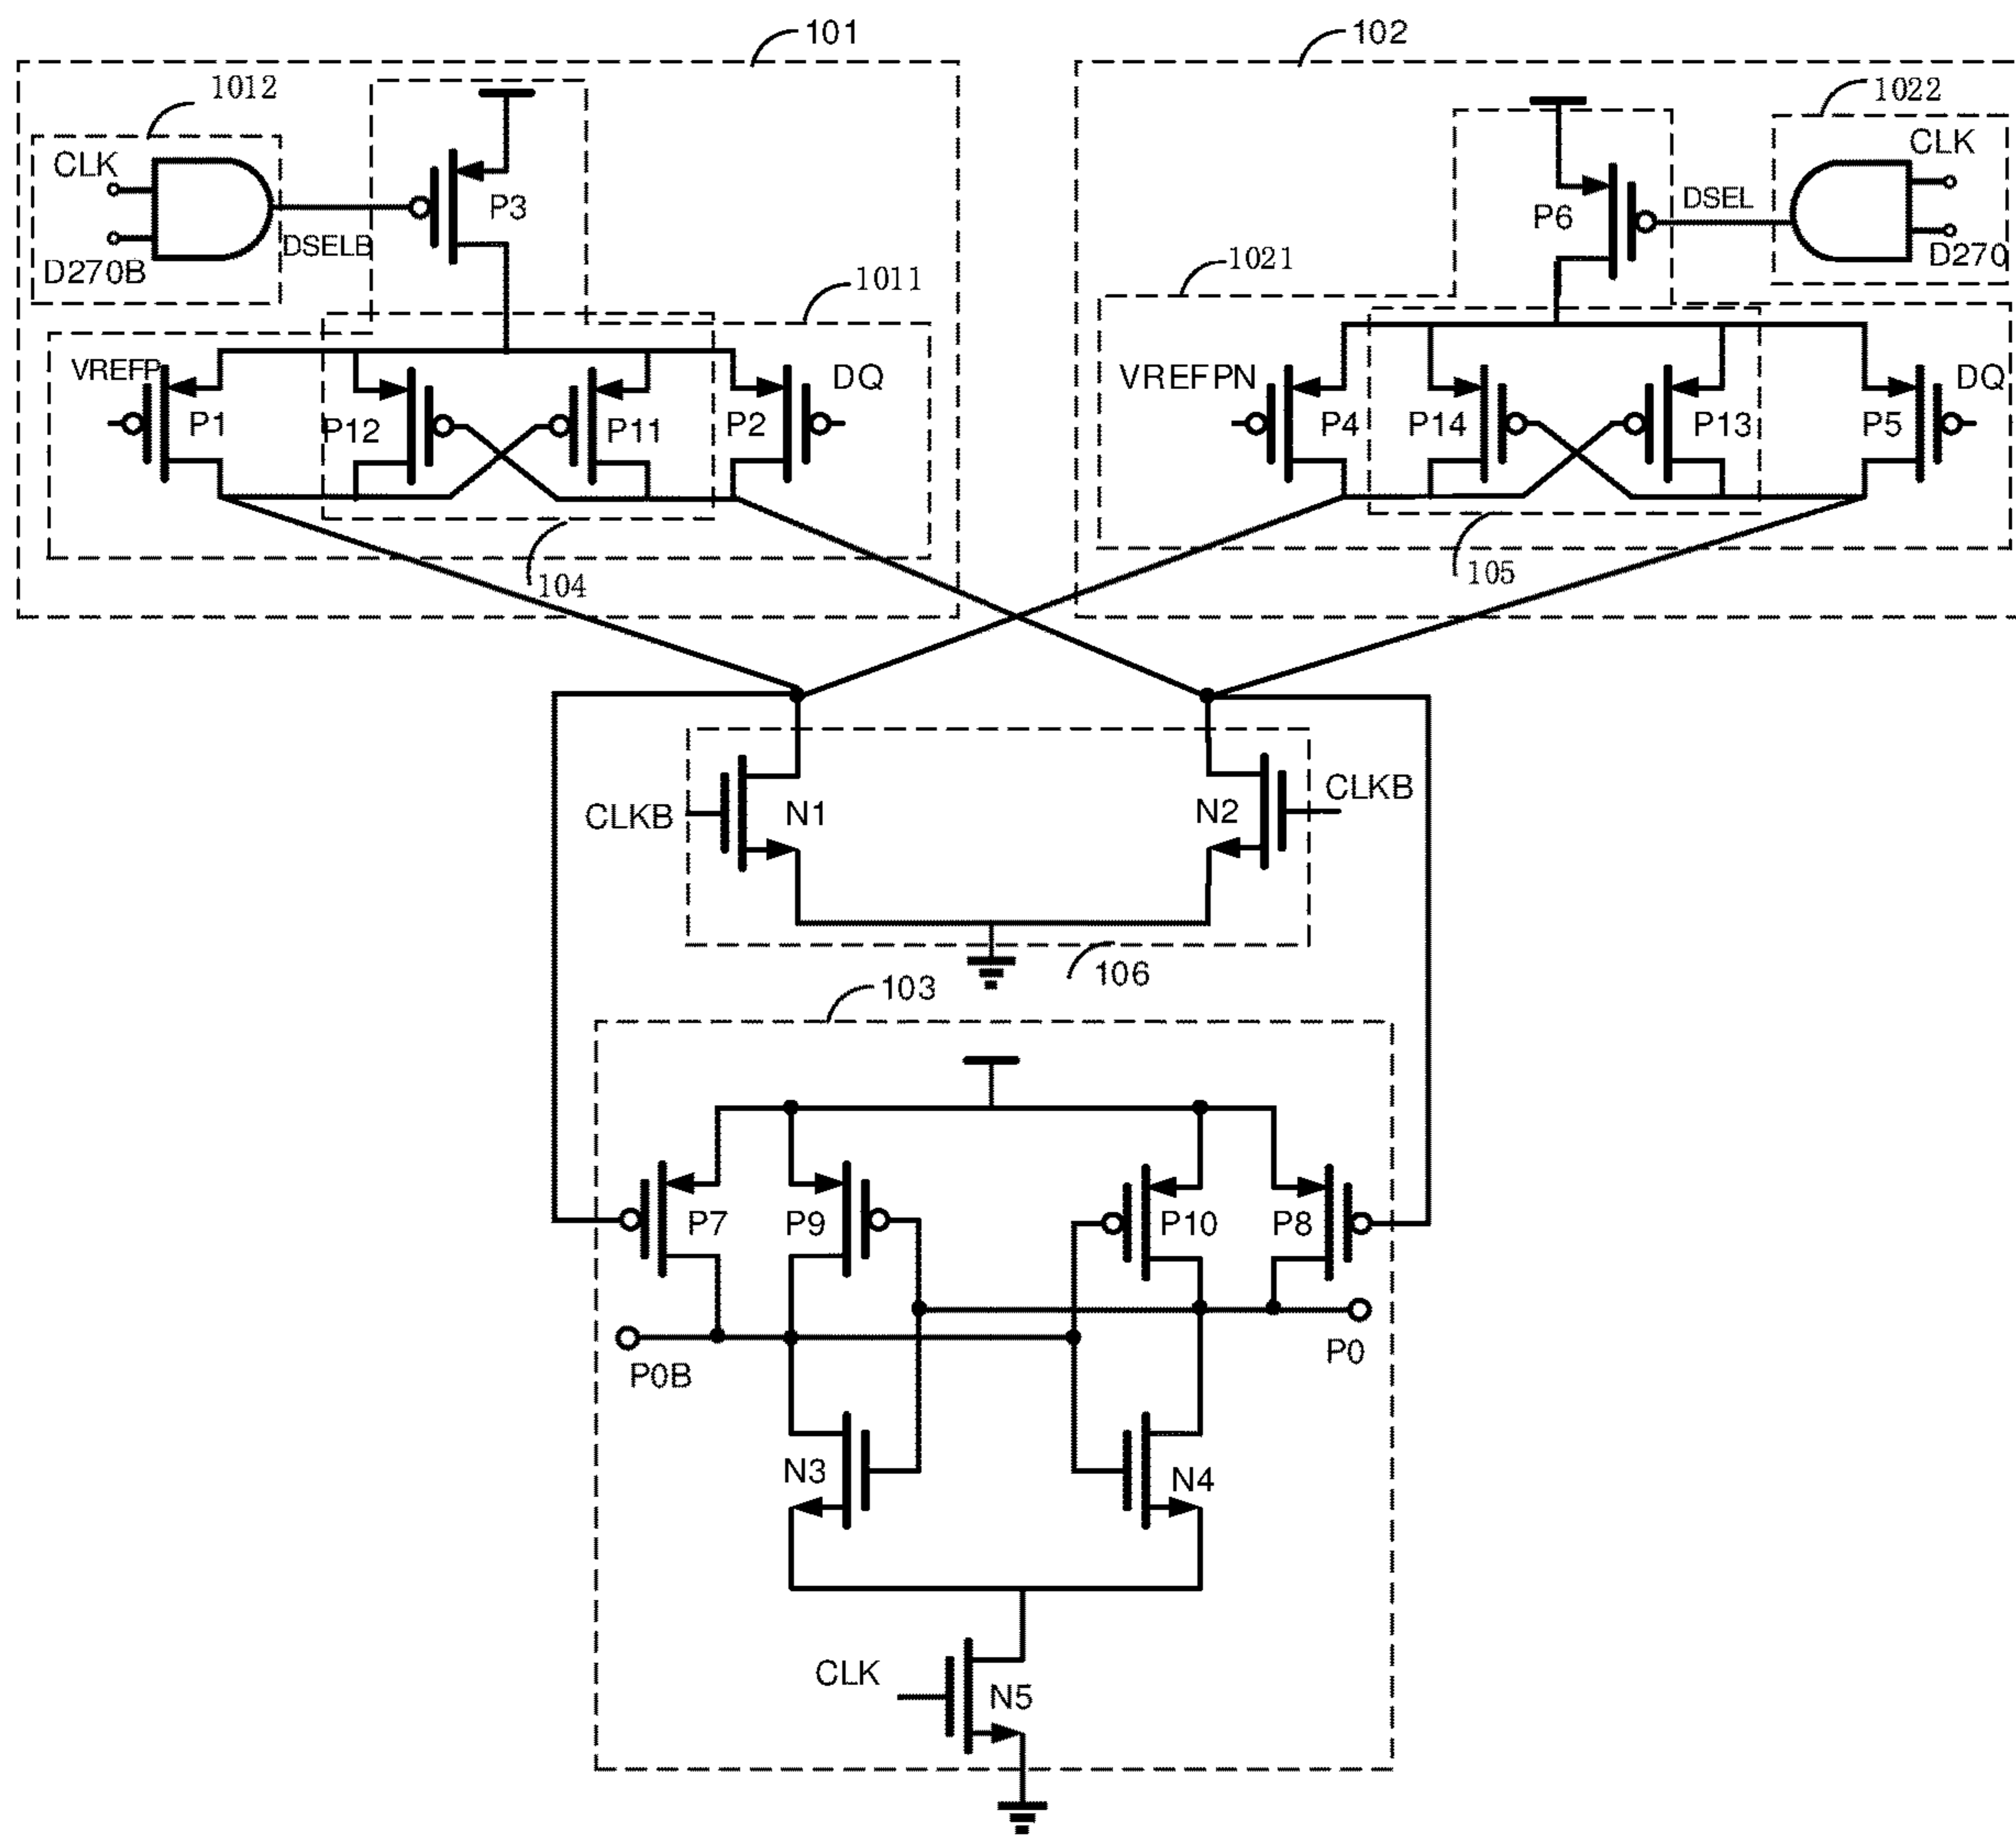 101
102
1012
1022
CLK
CLK
P3
P6
DSEL
DSELB
D270B
D270
1021
1011
VREFP
DQ
VREFPN
DQ
P1
P12
P11
P2
P4
P14
P13
P5
104
105
CLKB
N1
N2
CLKB
106
103
P7
P9
P10
P8
P0B
P0
N3
N4
CLK
N5